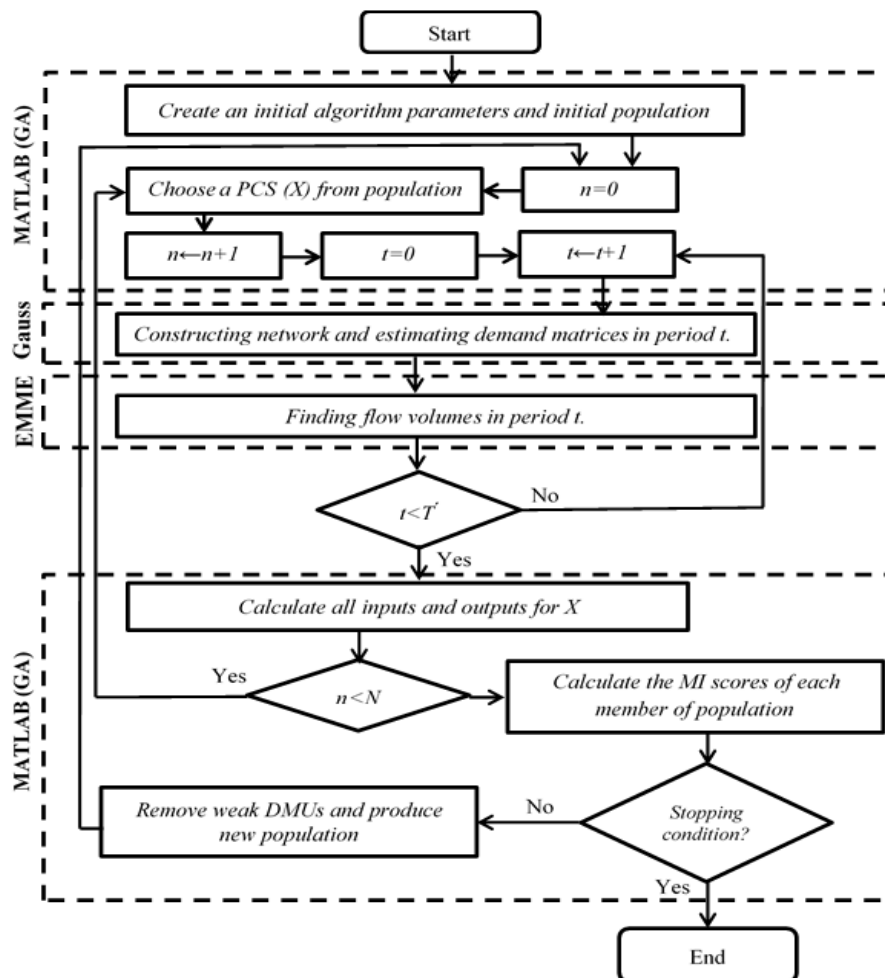 Start
MATLAB (GA)
Create an initial algorithm parameters and initial population
Choose a PCS (X) from population
n=0
n←n+1
t=0
t←t+1
Gauss
Constructing network and estimating demand matrices in period t.
EMME
Finding flow volumes in period t.
t<T′
No
Yes
MATLAB (GA)
Calculate all inputs and outputs for X
Yes
n<N
Calculate the MI scores of each
member of population
Remove weak DMUs and produce
new population
No
Stopping
condition?
Yes
End